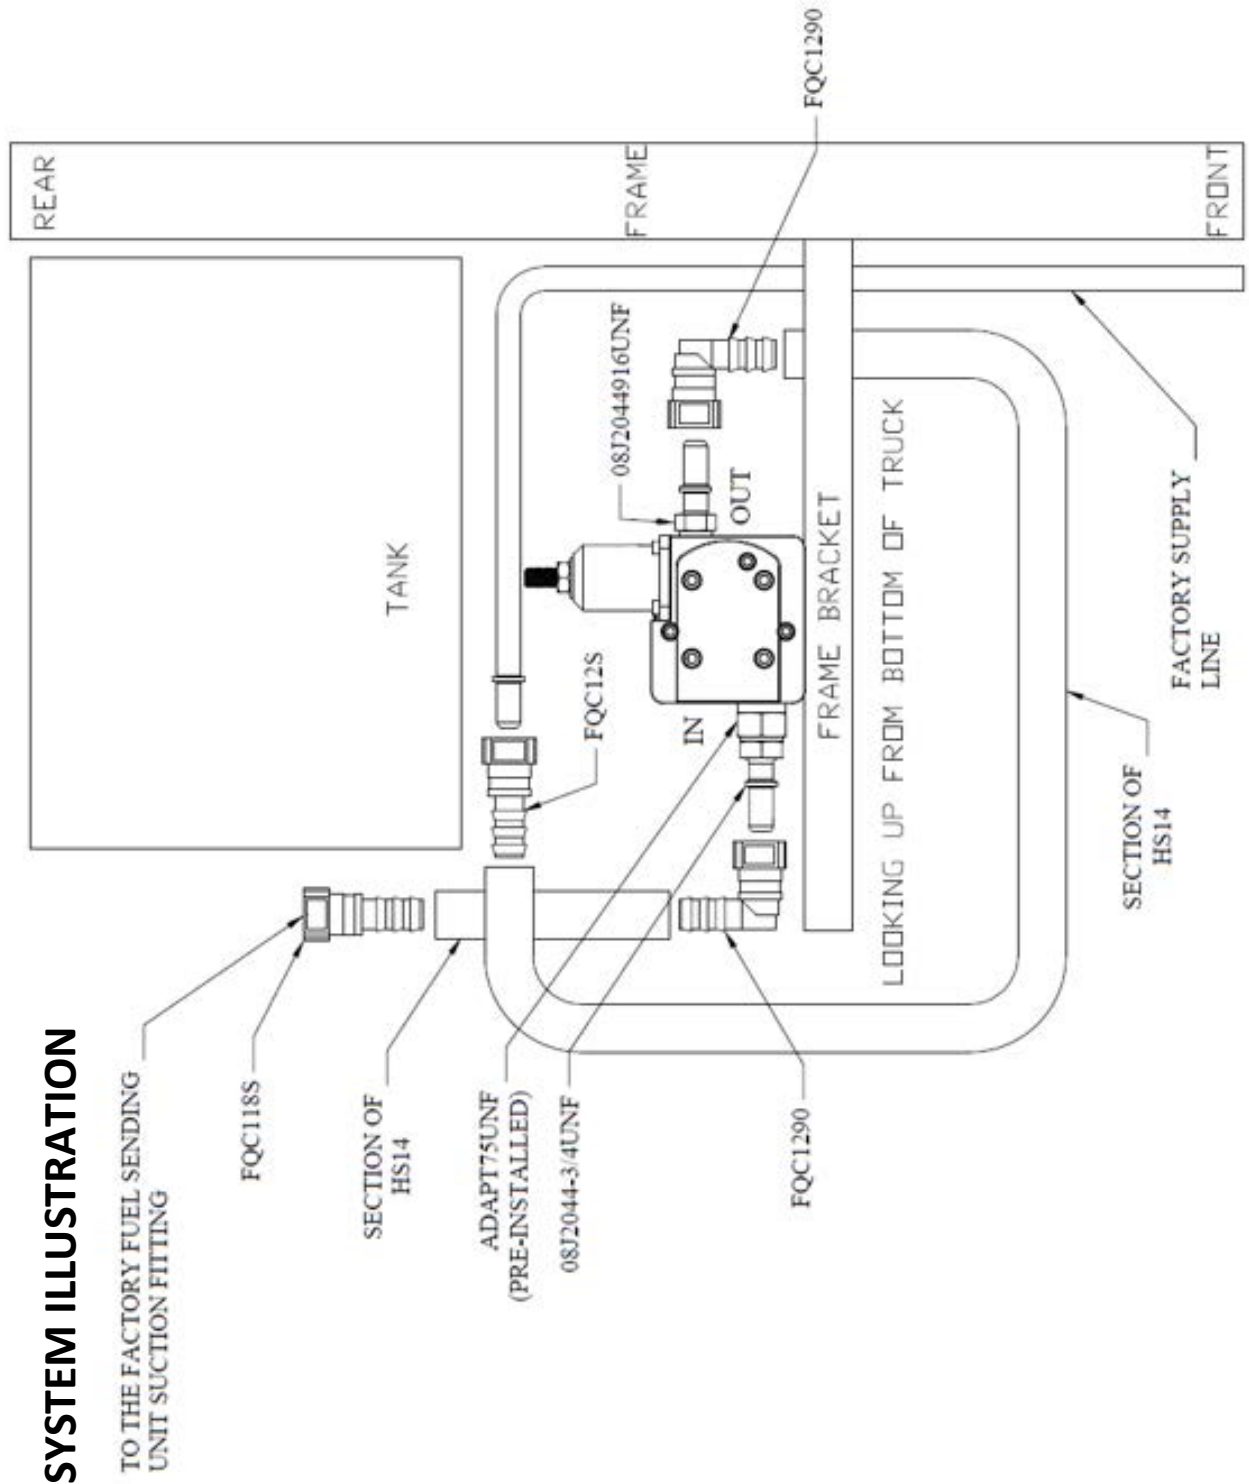 SYSTEM ILLUSTRATION
TO THE FACTORY FUEL SENDING
UNIT SUCTION FITTING
FQC118S
SECTION OF
HS14
ADAPT75UNF
(PRE-INSTALLED)
08J2044-3/4UNF
FQC1290
TANK
FQC12S
IN
OUT
08J2044916UNF
FRAME BRACKET
LOOKING UP FROM BOTTOM OF TRUCK
SECTION OF
HS14
FACTORY SUPPLY
LINE
REAR
FRAME
FRONT
FQC1290